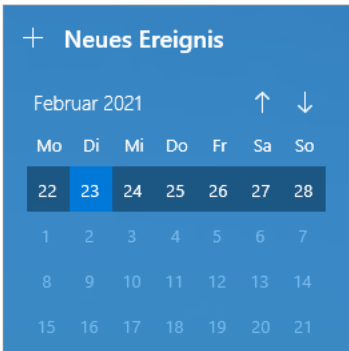 + Neues Ereignis
Februar 2021 ↑ ↓
Mo Di Mi Do Fr Sa So
22 23 24 25 26 27 28
1 2 3 4 5 6 7
8 9 10 11 12 13 14
15 16 17 18 19 20 21